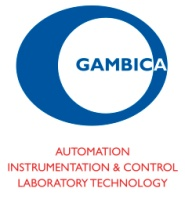 GAMBICA
AUTOMATION
INSTRUMENTATION & CONTROL
LABORATORY TECHNOLOGY